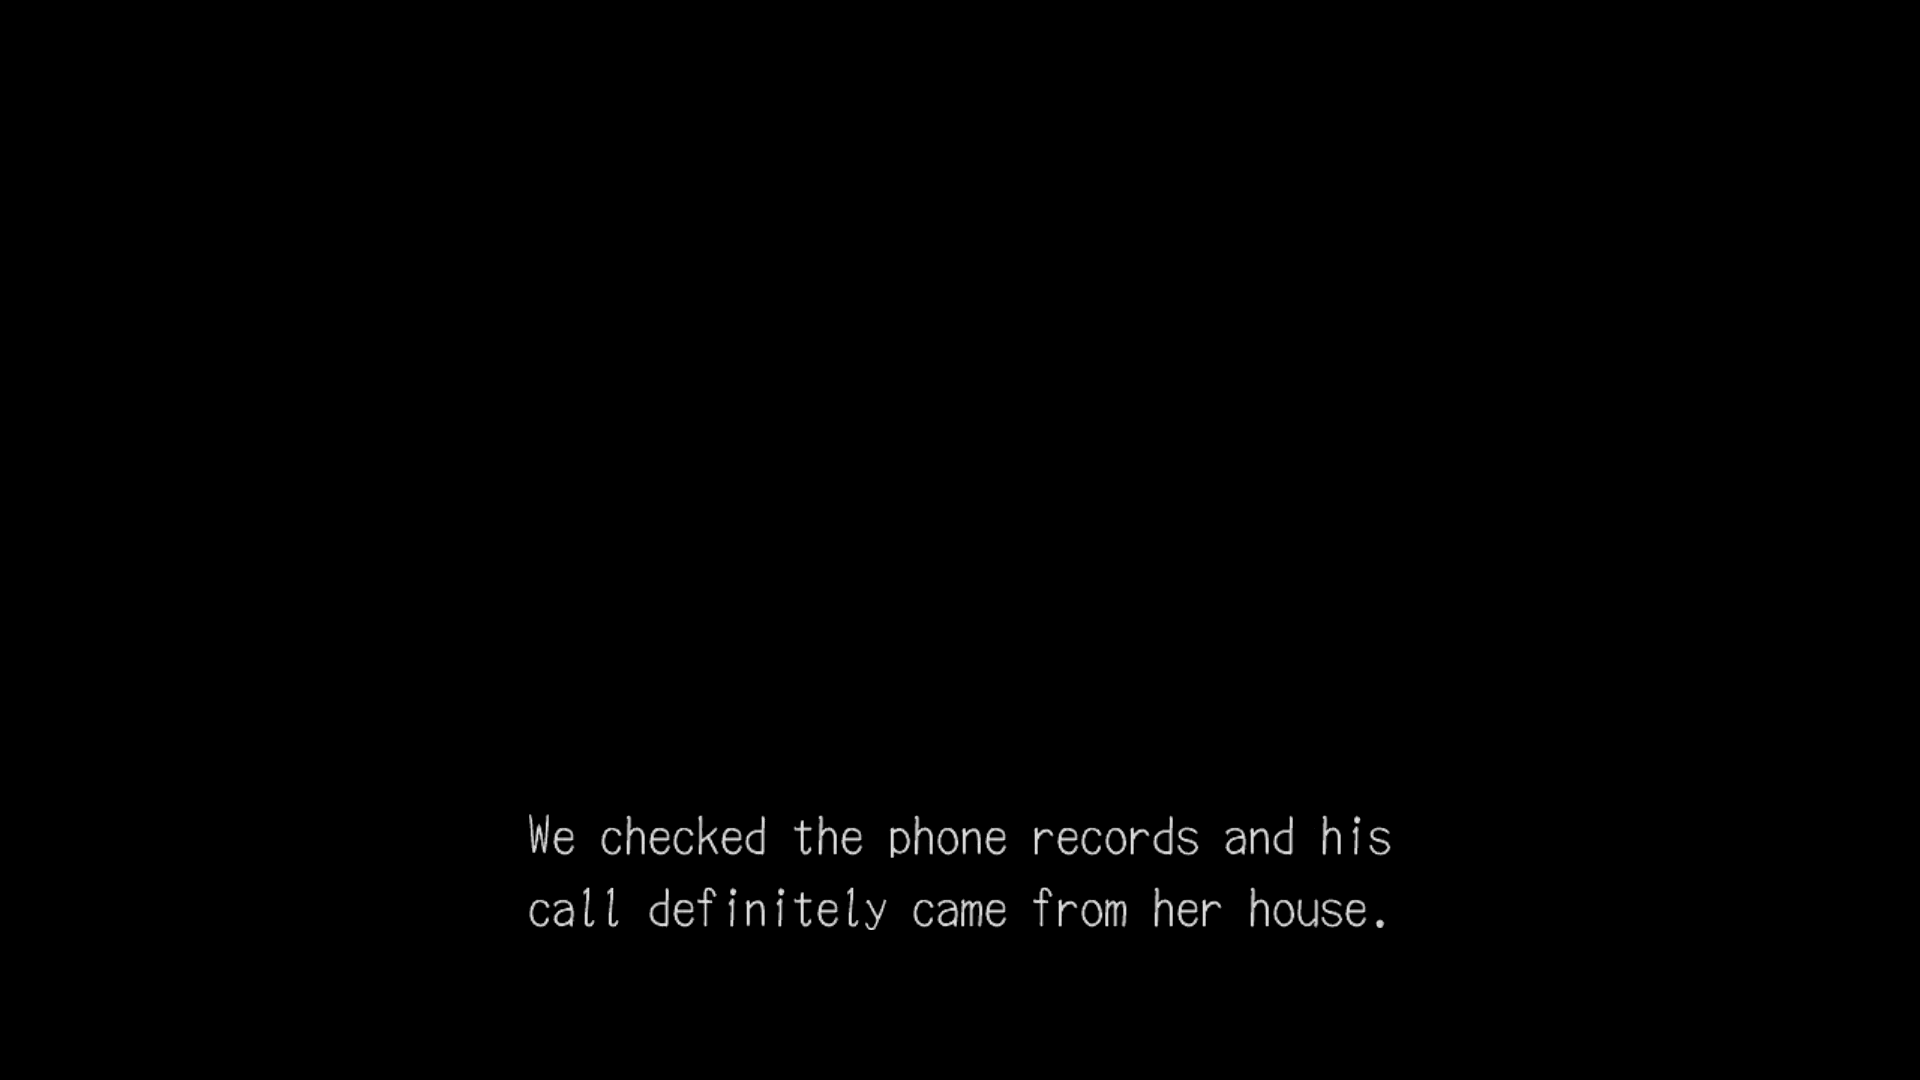 We checked the phone records and his
call definitely came from her house.